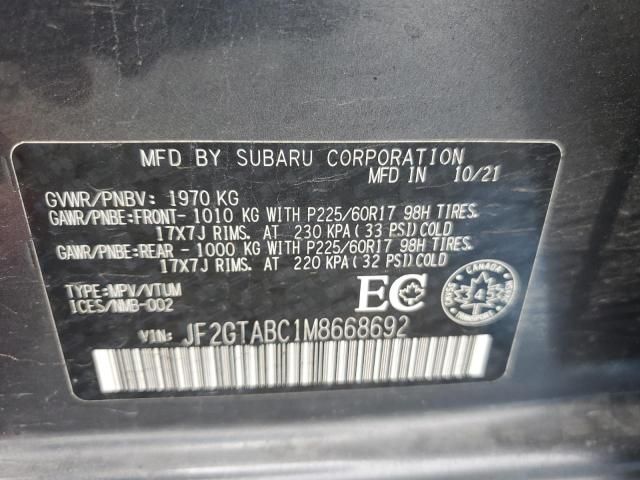 MFD BY SUBARU CORPORATION
MFD IN 10/21
GVWR/PNBV: 1970 KG
GAWR/PNBE:FRONT- 1010 KG WITH P225/60R17 98H TIRES.
17X7J RIMS. AT 230 KPA( 33 PSI)COLD
GAWR/PNBE:REAR - 1000 KG WITH P225/60R17 98H TIRES.
17X7J RIMS. AT 220 KPA( 32 PSI)COLD
TYPE:MPV/VTUM
ICES/NMB-002
EC
CANADA
4
VIN: JF2GTABC1M8668692